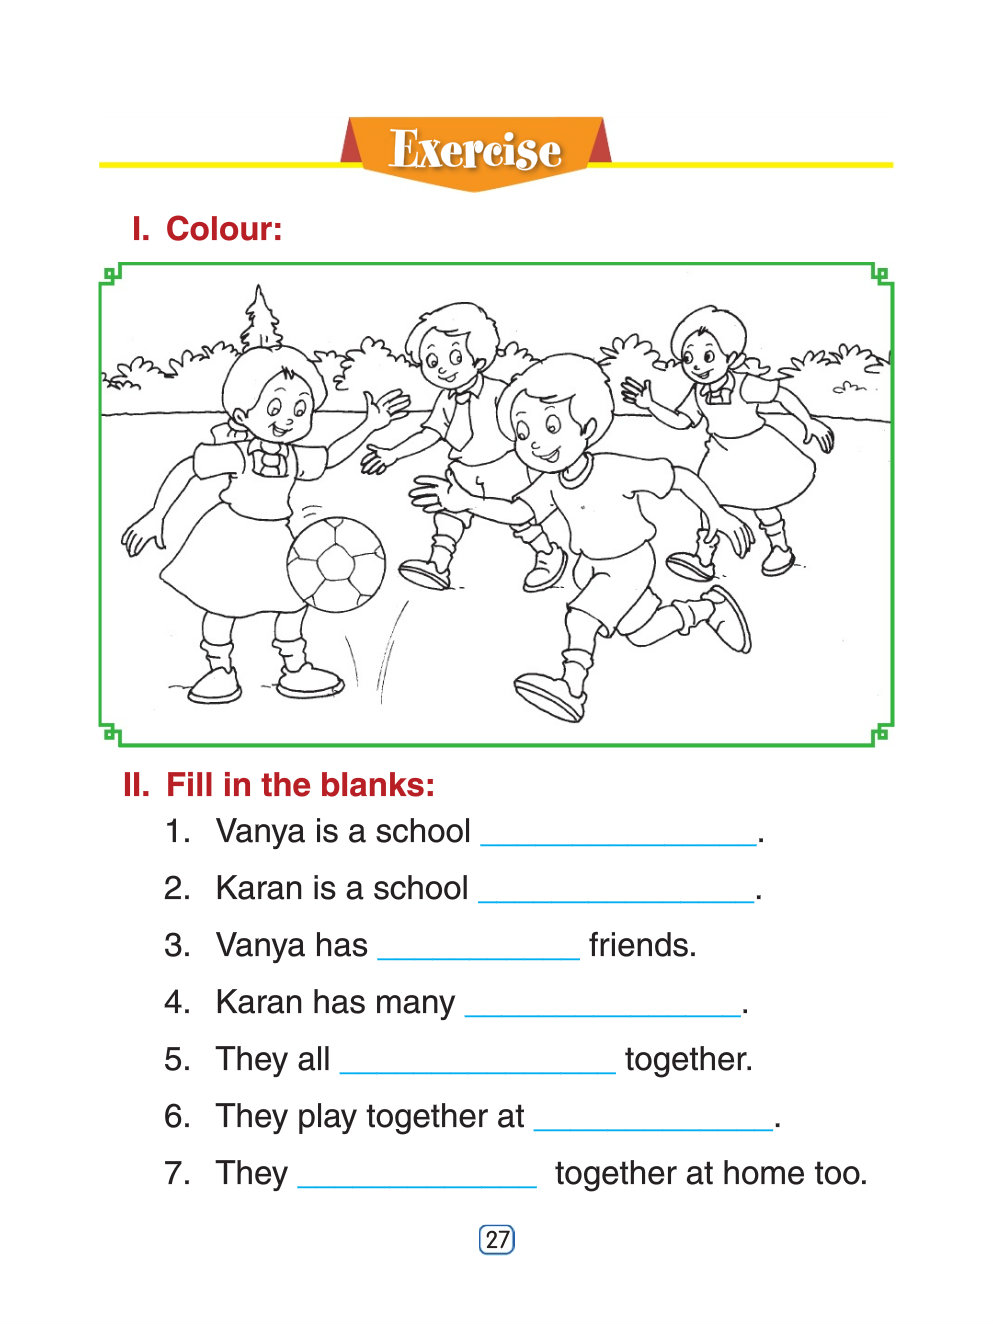 Exercise
I. Colour:
II. Fill in the blanks:
1. Vanya is a school ________________.
2. Karan is a school ________________.
3. Vanya has ____________ friends.
4. Karan has many ________________.
5. They all ________________ together.
6. They play together at ______________.
7. They ______________ together at home too.
27